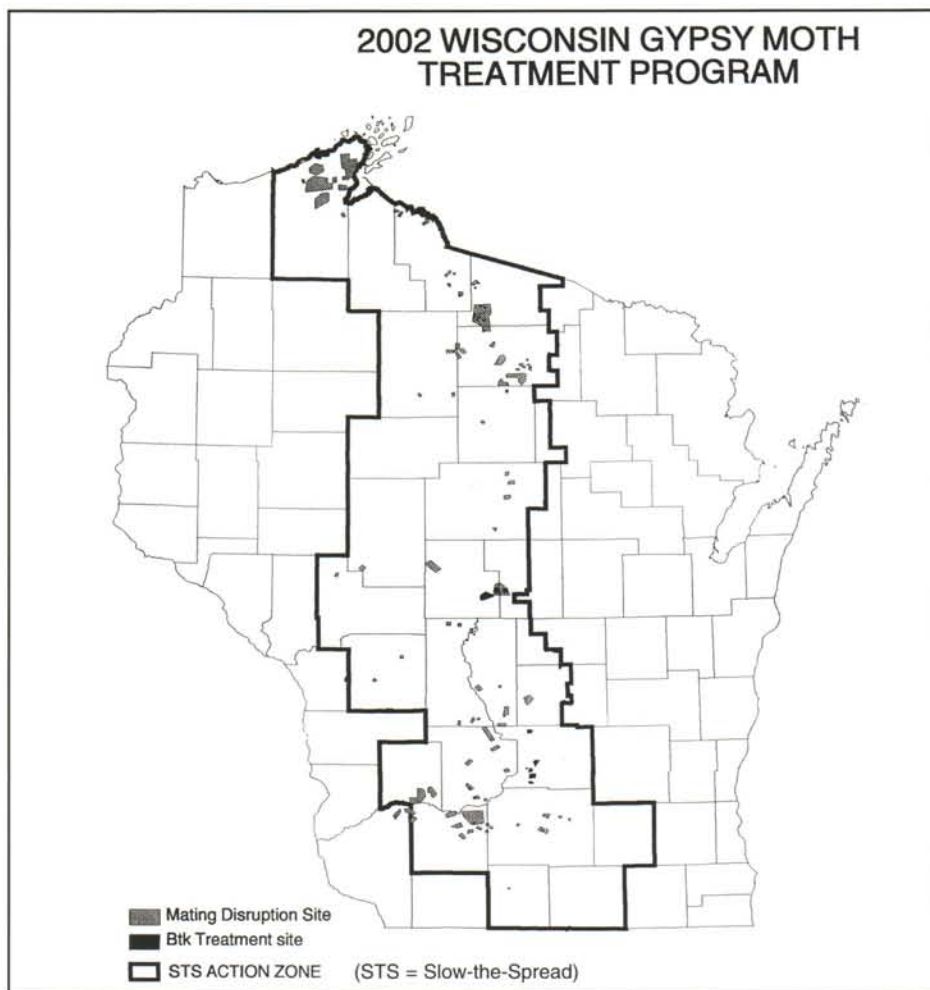 2002 WISCONSIN GYPSY MOTH
TREATMENT PROGRAM
Mating Disruption Site
Btk Treatment site
STS ACTION ZONE (STS = Slow-the-Spread)